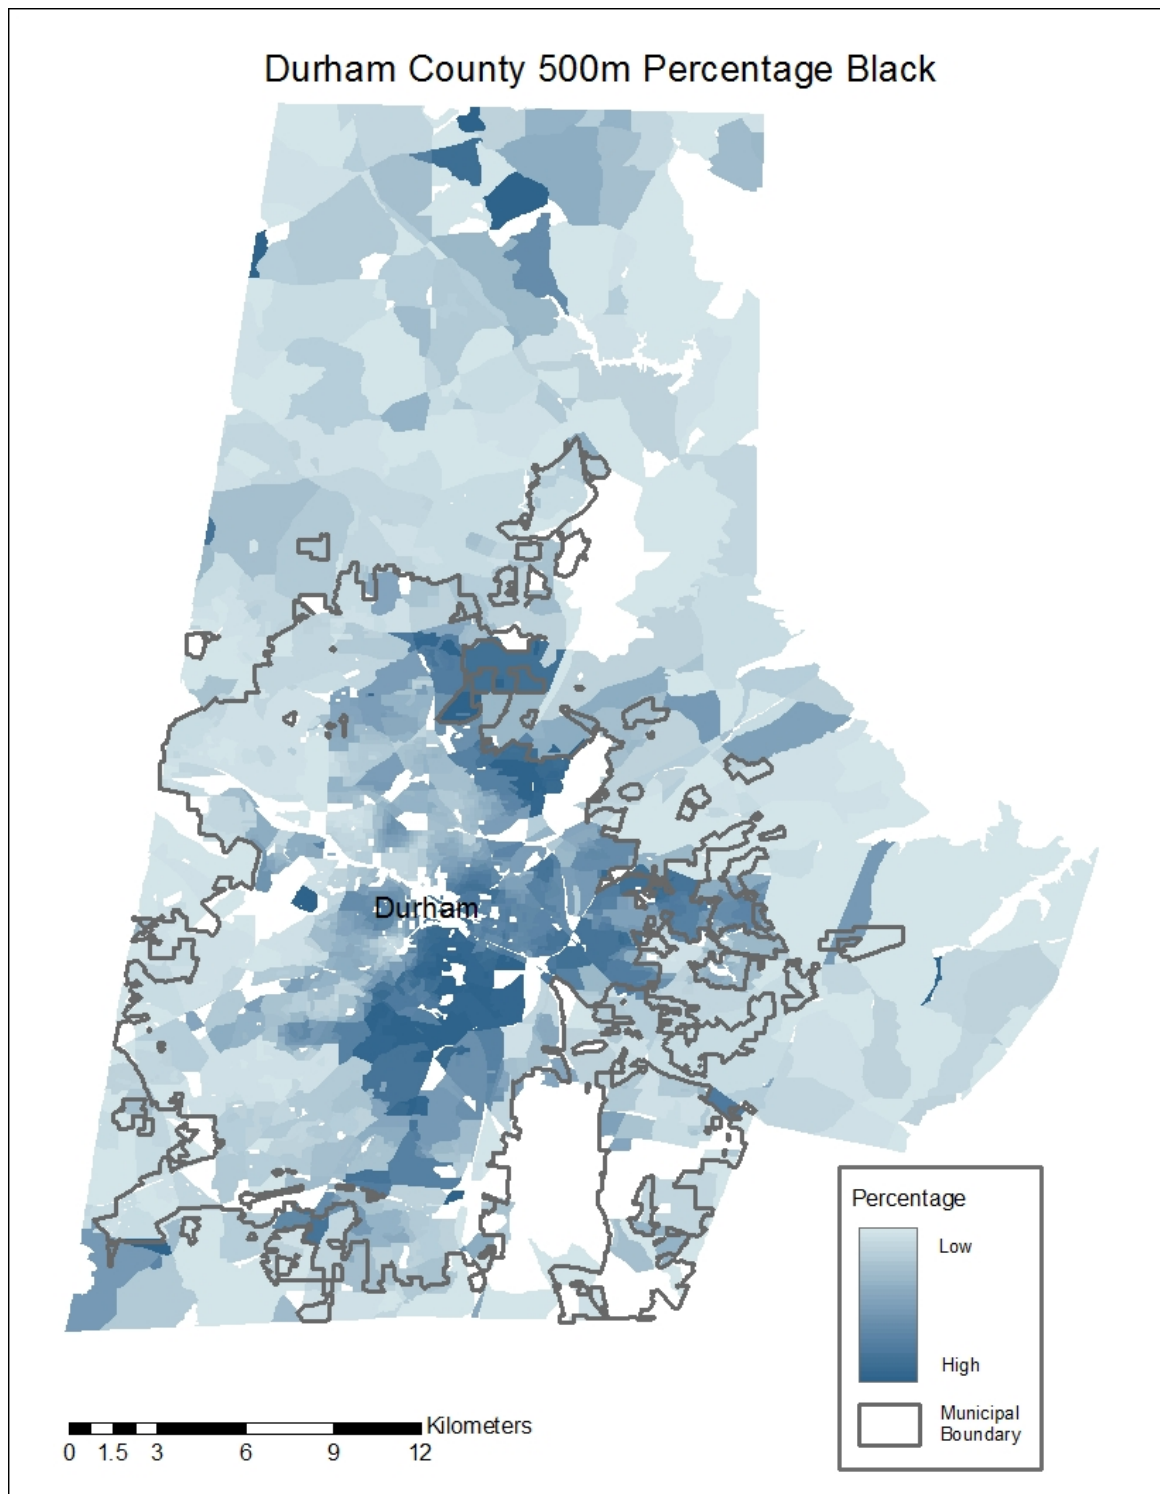 Durham County 500m Percentage Black
Durham
Percentage
Low
High
Municipal
Boundary
Kilometers
0 1.5 3 6 9 12